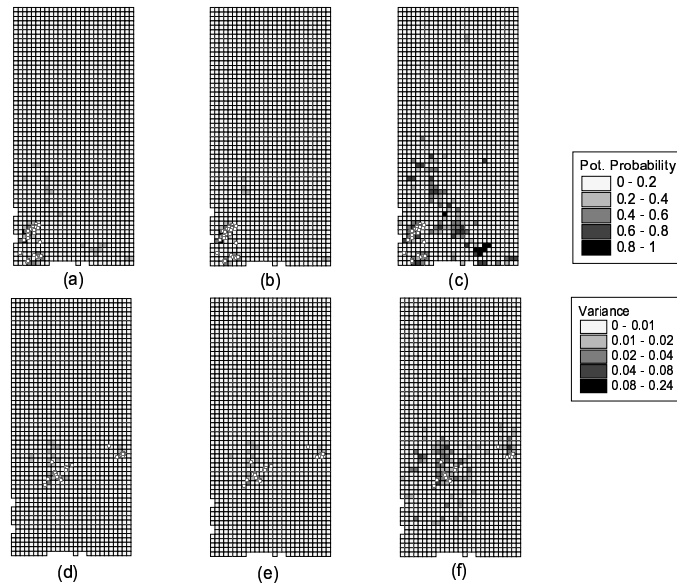 Pot. Probability
0 - 0.2
0.2 - 0.4
0.4 - 0.6
0.6 - 0.8
0.8 - 1
(a)
(b)
(c)
Variance
0 - 0.01
0.01 - 0.02
0.02 - 0.04
0.04 - 0.08
0.08 - 0.24
(d)
(e)
(f)